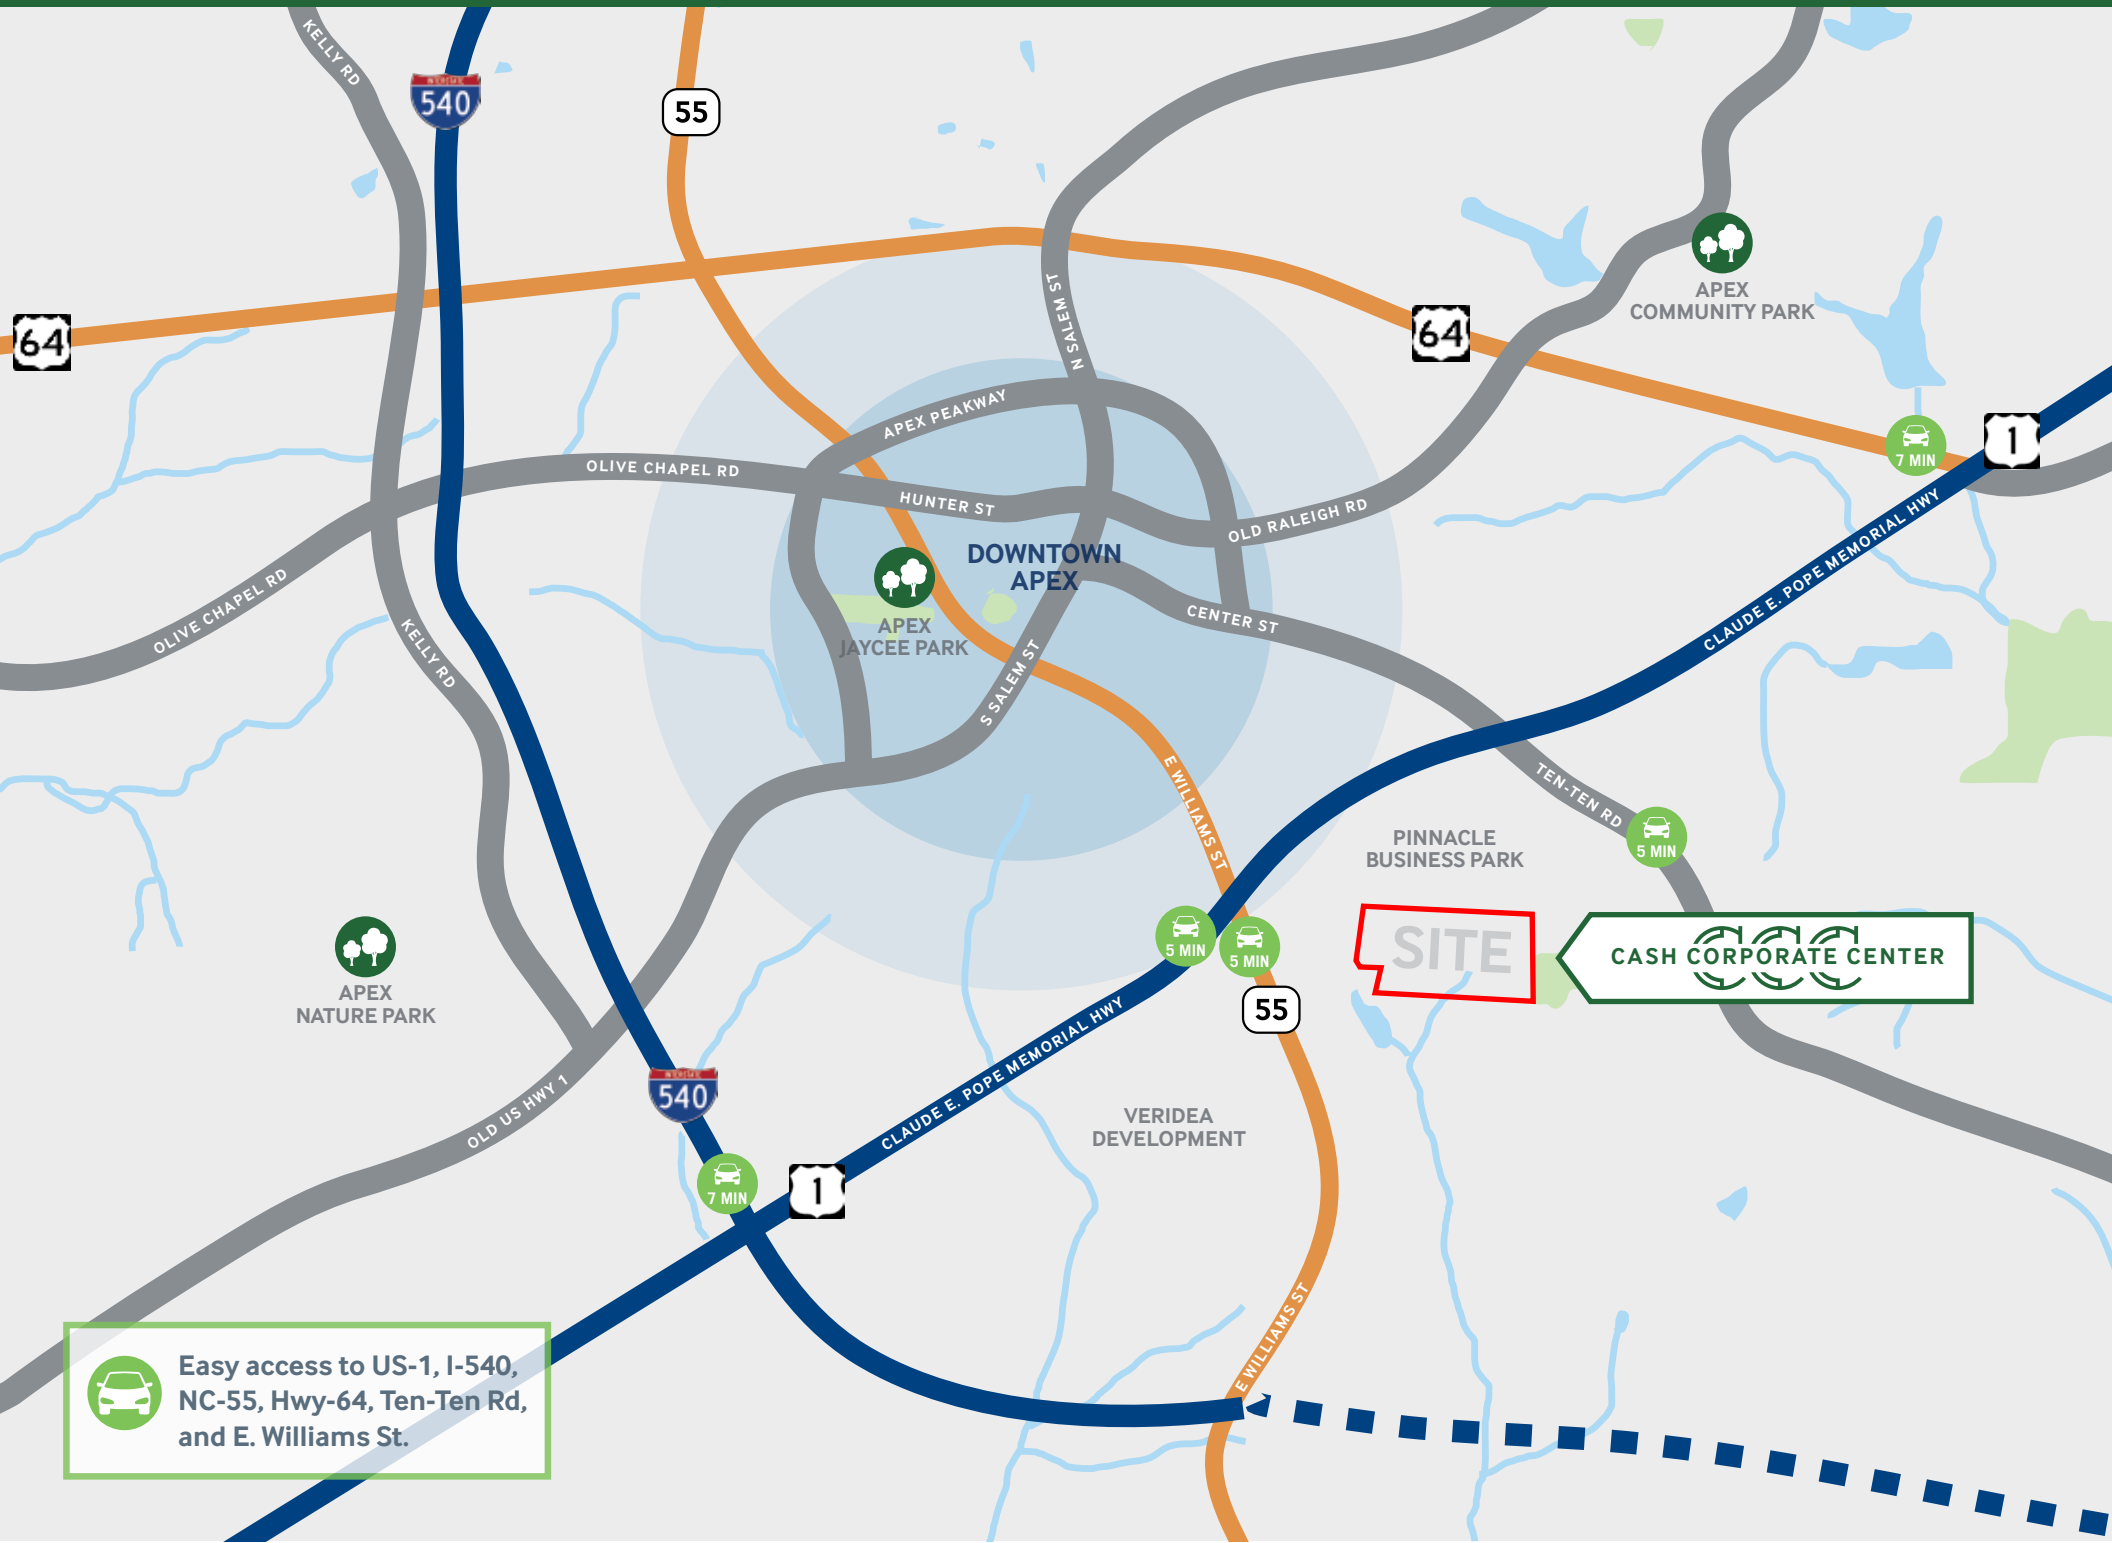 KELLY RD
INTERSTATE
540
55
N SALEM ST
APEX
COMMUNITY PARK
64
64
APEX PEAKWAY
7 MIN
1
OLIVE CHAPEL RD
HUNTER ST
OLD RALEIGH RD
CLAUDE E. POPE MEMORIAL HWY
DOWNTOWN
APEX
OLIVE CHAPEL RD
KELLY RD
APEX
JAYCEE PARK
CENTER ST
S SALEM ST
E WILLIAMS ST
TEN-TEN RD
5 MIN
PINNACLE
BUSINESS PARK
5 MIN
5 MIN
SITE
CASH CORPORATE CENTER
APEX
NATURE PARK
55
CLAUDE E. POPE MEMORIAL HWY
INTERSTATE
540
OLD US HWY 1
VERIDEA
DEVELOPMENT
7 MIN
1
E WILLIAMS ST
Easy access to US-1, I-540,
NC-55, Hwy-64, Ten-Ten Rd,
and E. Williams St.